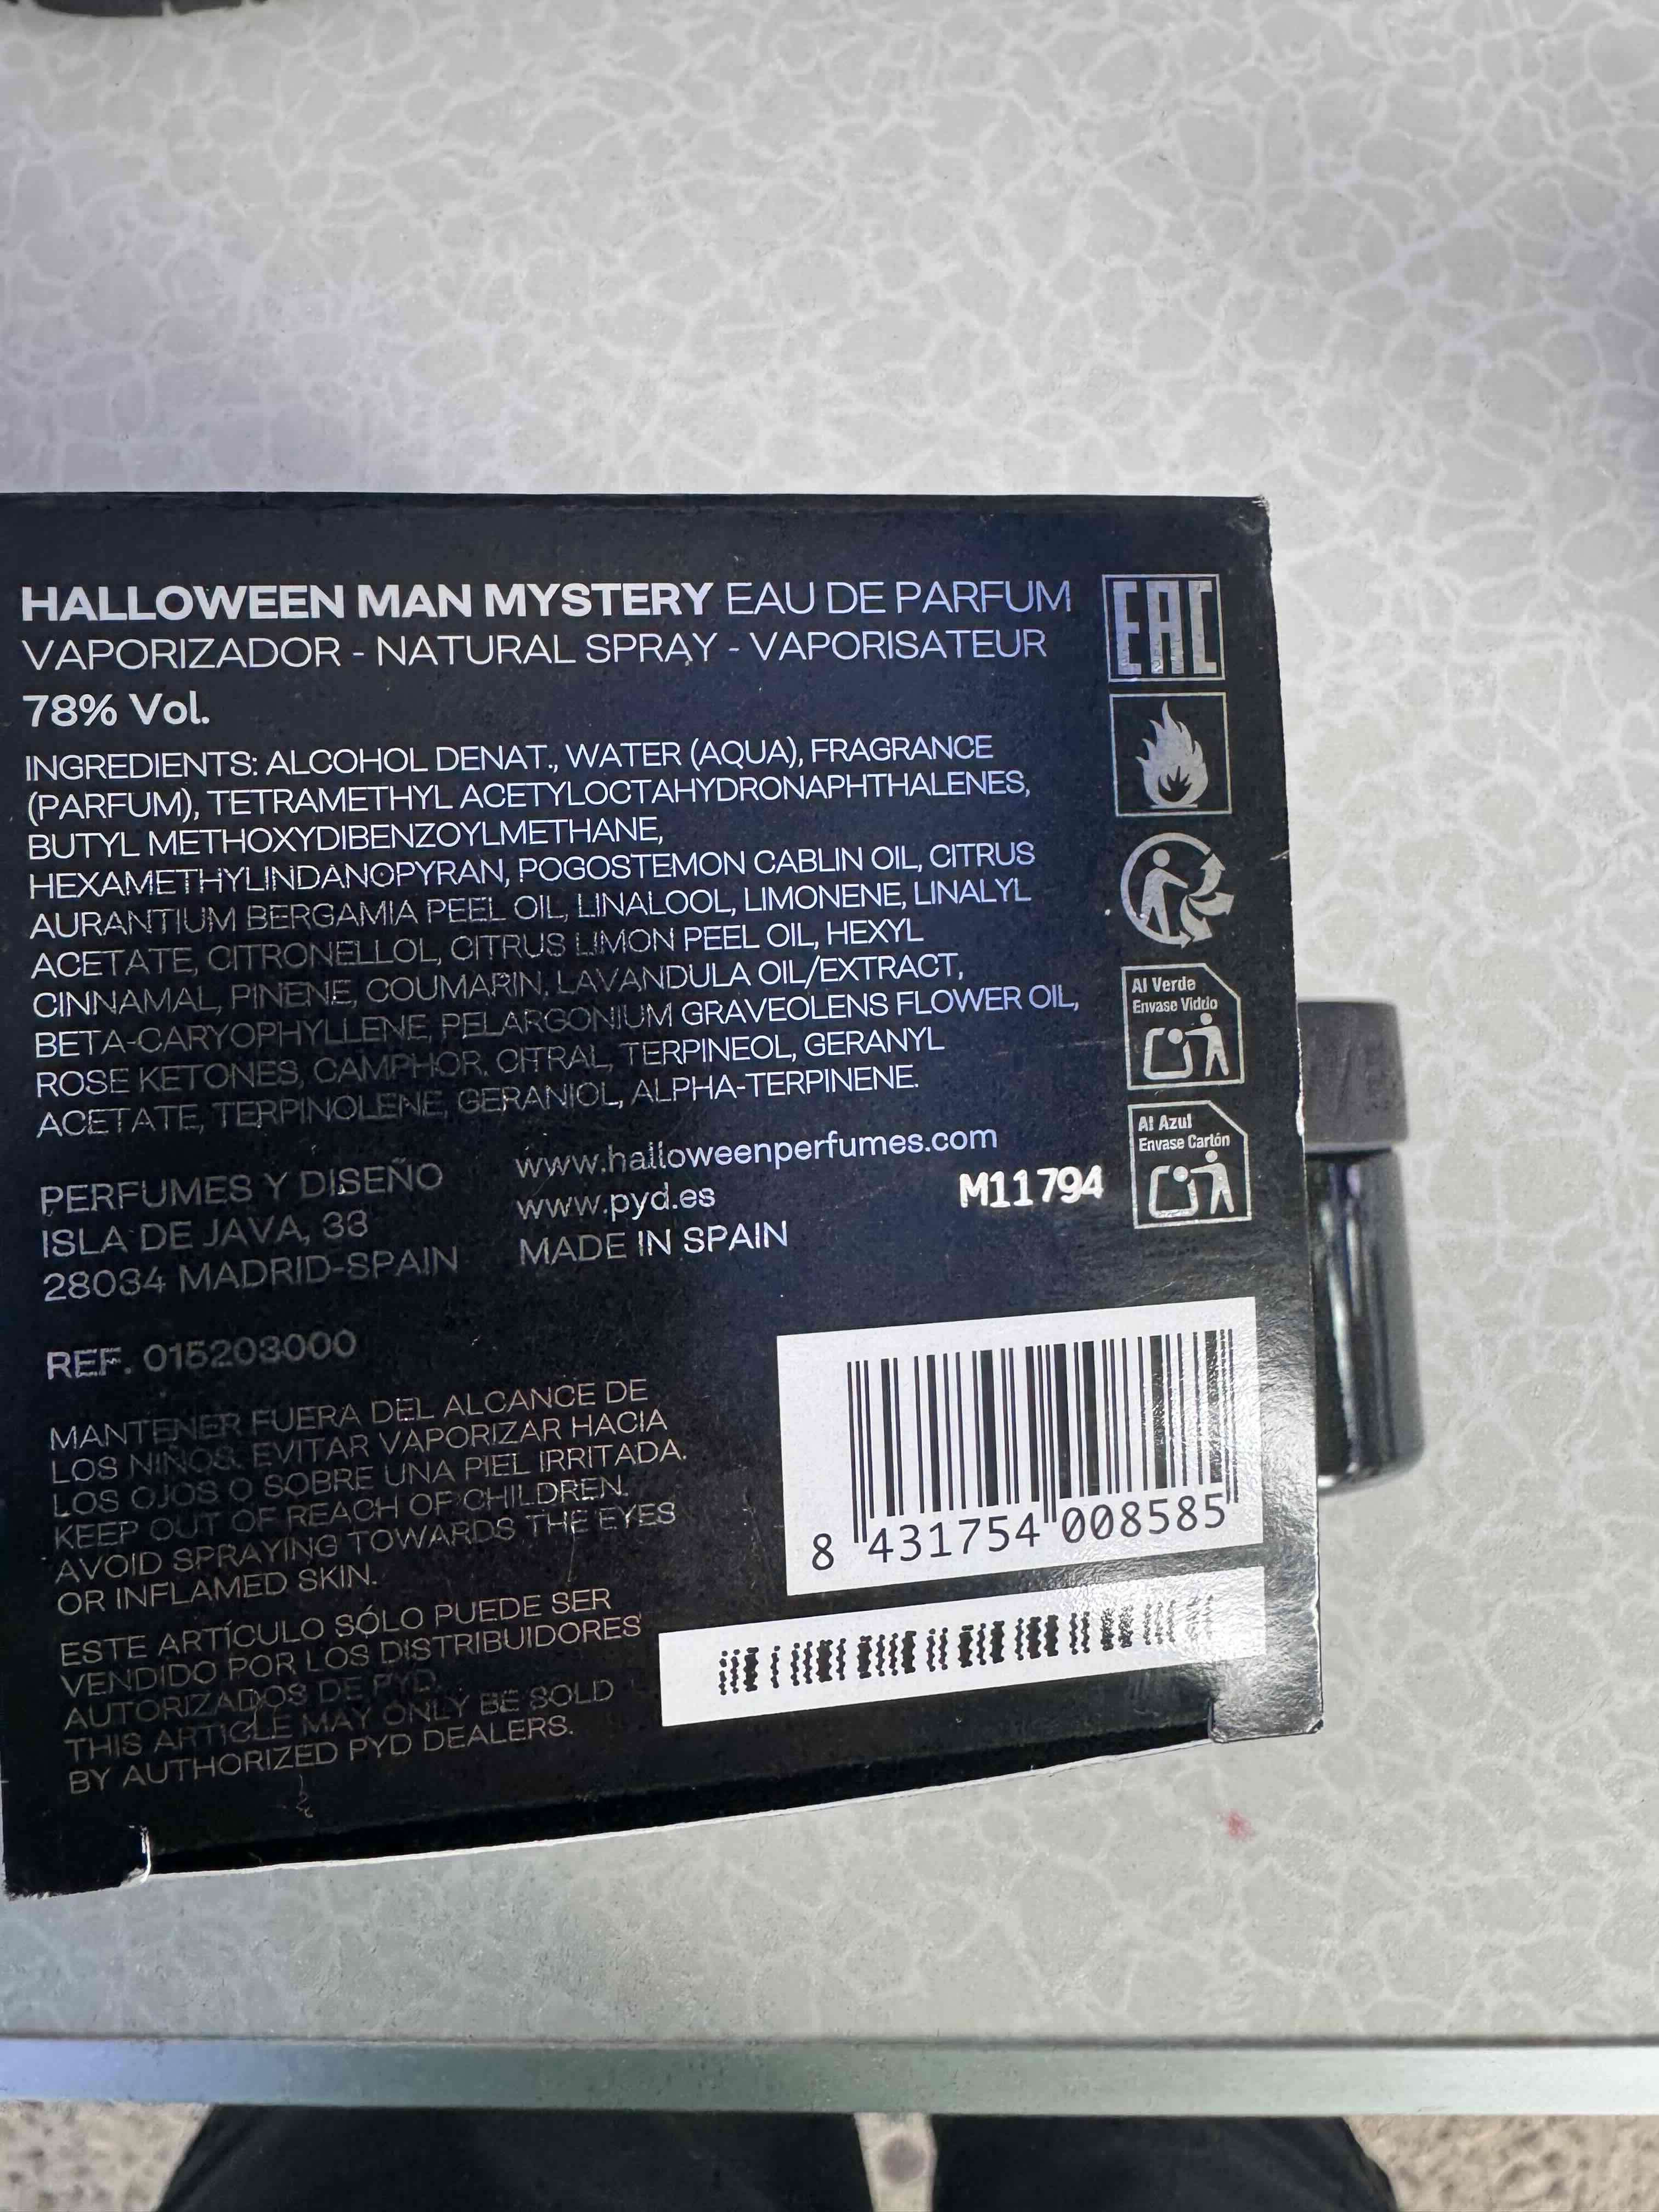 HALLOWEEN MAN MYSTERY EAU DE PARFUM
VAPORIZADOR - NATURAL SPRAY - VAPORISATEUR
78% Vol.
INGREDIENTS: ALCOHOL DENAT., WATER (AQUA), FRAGRANCE
(PARFUM), TETRAMETHYL ACETYLOCTAHYDRONAPHTHALENES,
BUTYL METHOXYDIBENZOYLMETHANE,
HEXAMETHYLINDANOPYRAN, POGOSTEMON CABLIN OIL, CITRUS
AURANTIUM BERGAMIA PEEL OIL, LINALOOL, LIMONENE, LINALYL
ACETATE, CITRONELLOL, CITRUS LIMON PEEL OIL, HEXYL
CINNAMAL, PINENE, COUMARIN, LAVANDULA OIL/EXTRACT,
BETA-CARYOPHYLLENE, PELARGONIUM GRAVEOLENS FLOWER OIL,
ROSE KETONES, CAMPHOR, CITRAL, TERPINEOL, GERANYL
ACETATE, TERPINOLENE, GERANIOL, ALPHA-TERPINENE.
EAC
Al Verde
Envase Vidrio
Al Azul
Envase Cartón
PERFUMES Y DISEÑO
ISLA DE JAVA, 33
28034 MADRID-SPAIN
www.halloweenperfumes.com
www.pyd.es
MADE IN SPAIN
M11794
REF. 015203000
MANTENER FUERA DEL ALCANCE DE
LOS NIÑOS. EVITAR VAPORIZAR HACIA
LOS OJOS O SOBRE UNA PIEL IRRITADA.
KEEP OUT OF REACH OF CHILDREN.
AVOID SPRAYING TOWARDS THE EYES
OR INFLAMED SKIN.
ESTE ARTÍCULO SÓLO PUEDE SER
VENDIDO POR LOS DISTRIBUIDORES
AUTORIZADOS DE PYD.
THIS ARTICLE MAY ONLY BE SOLD
BY AUTHORIZED PYD DEALERS.
8 431754 008585